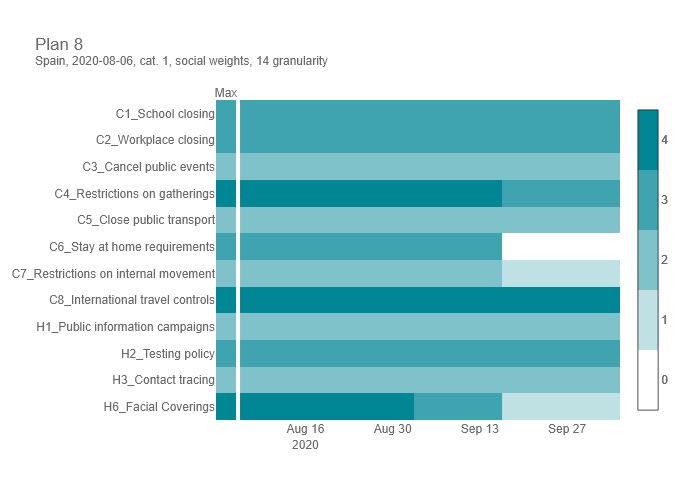 Plan 8
Spain, 2020-08-06, cat. 1, social weights, 14 granularity
Max
C1_School closing
C2_Workplace closing
C3_Cancel public events
C4_Restrictions on gatherings
C5_Close public transport
C6_Stay at home requirements
C7_Restrictions on internal movement
C8_International travel controls
H1_Public information campaigns
H2_Testing policy
H3_Contact tracing
H6_Facial Coverings
Aug 16 Aug 30 Sep 13 Sep 27
2020
4
3
2
1
0